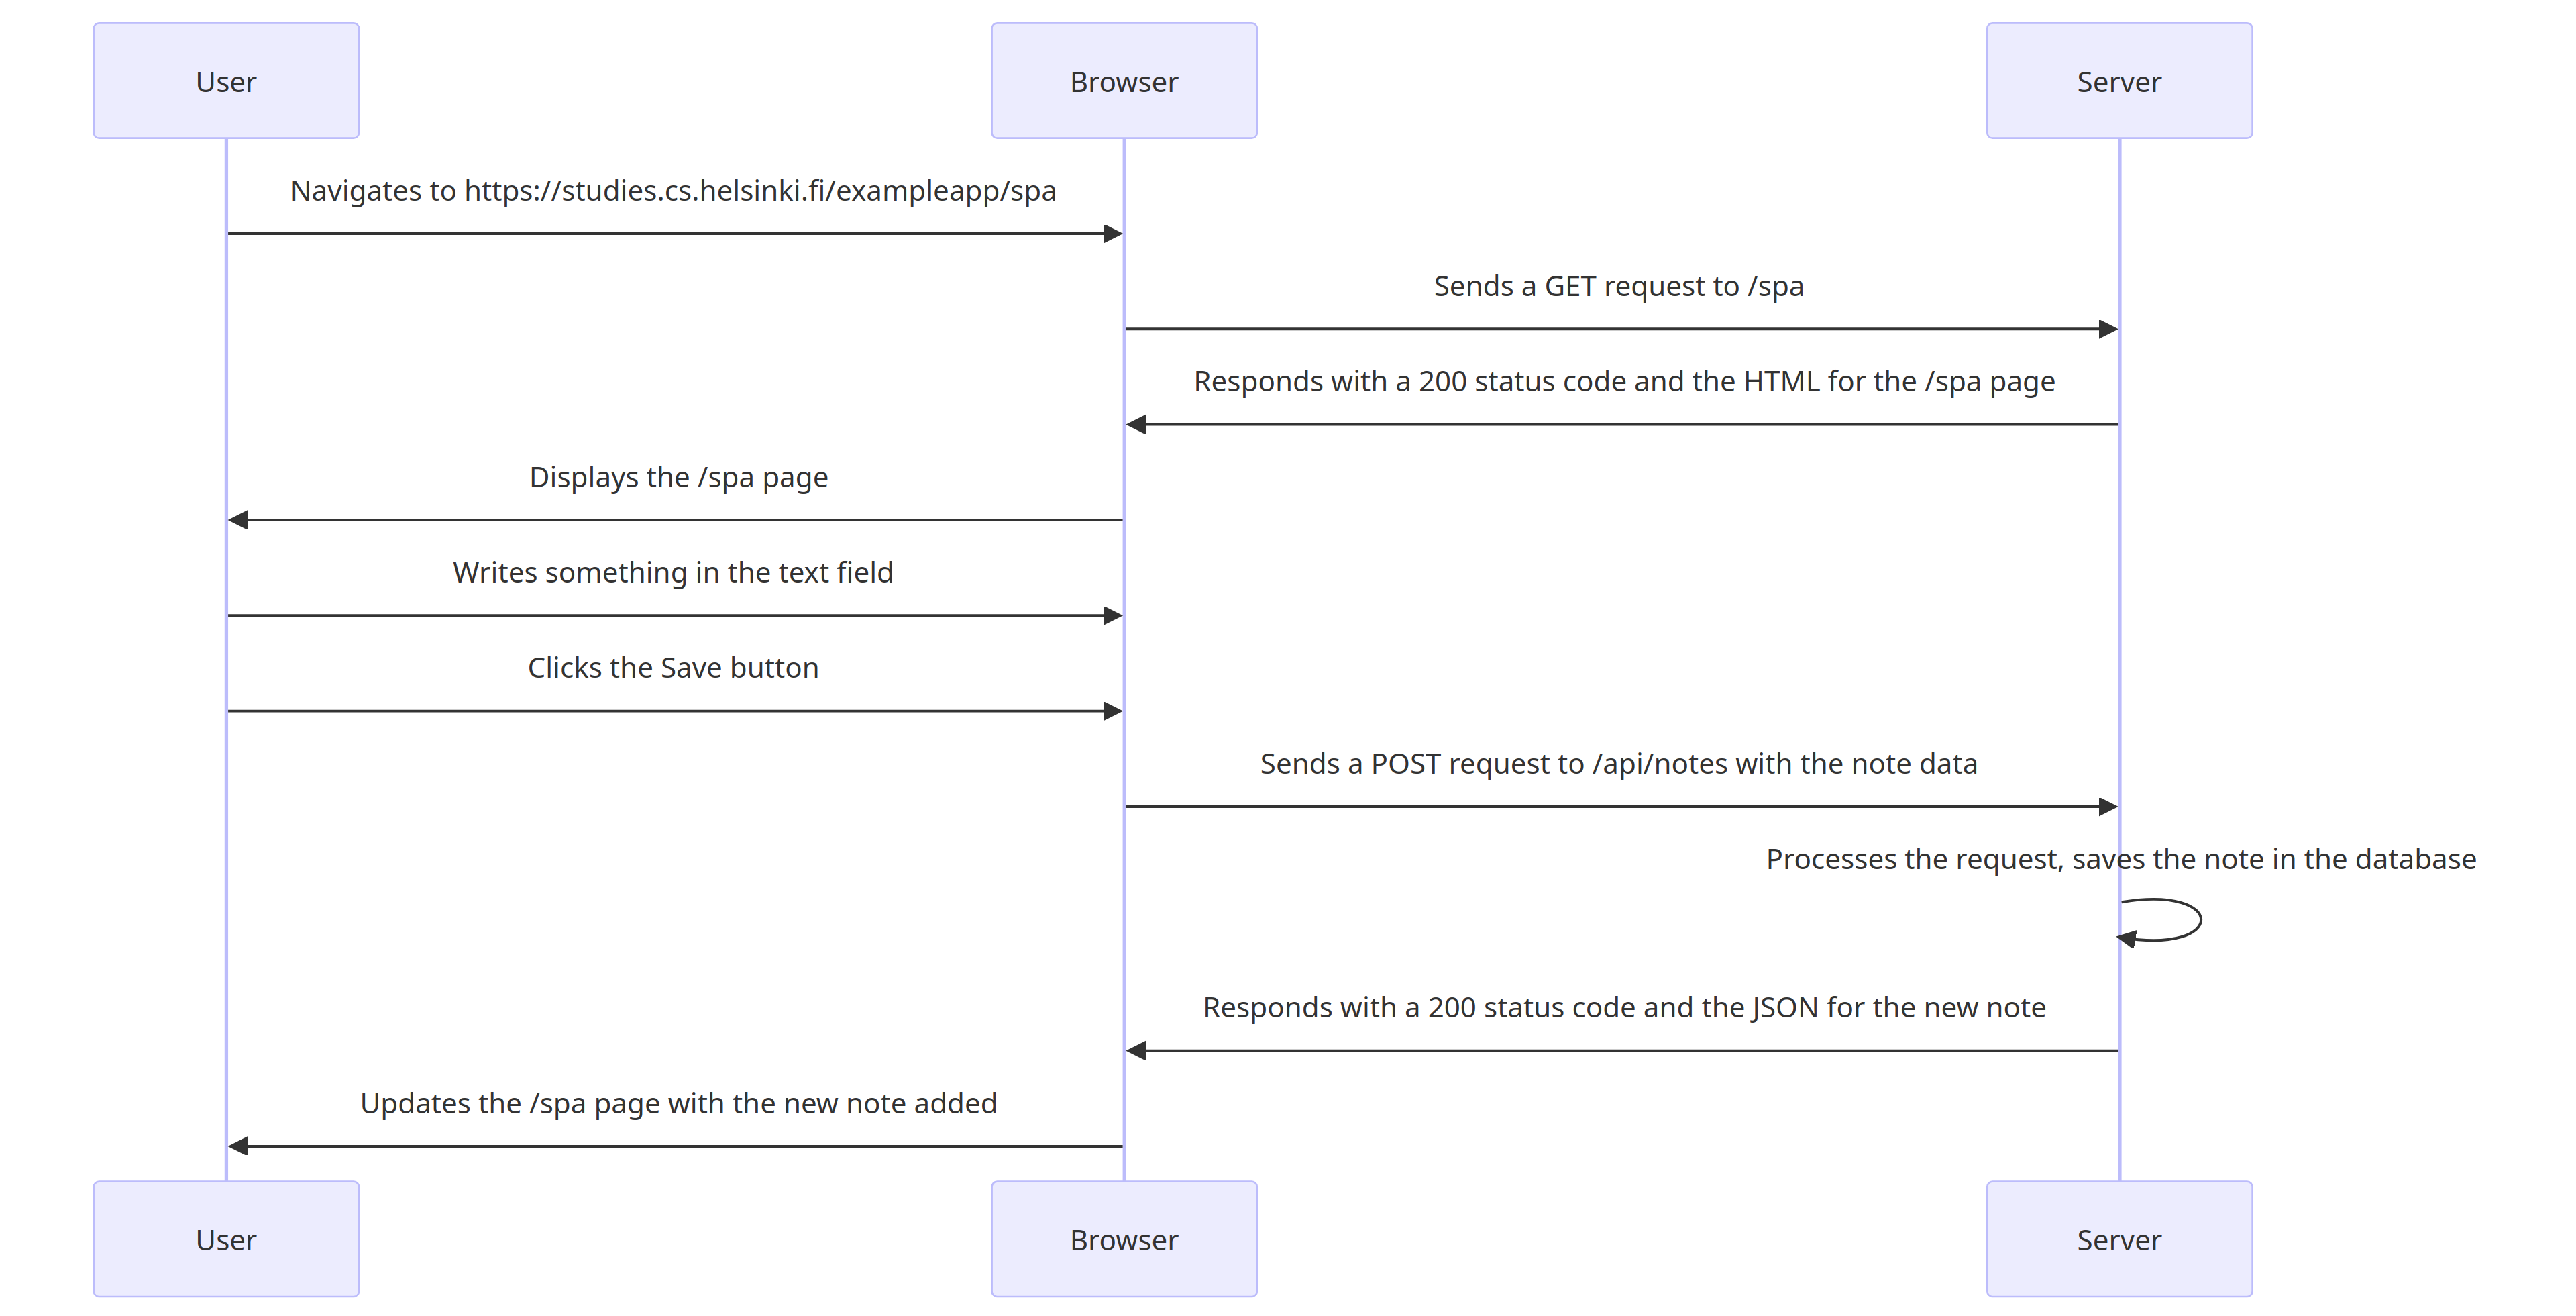 User
Browser
Server
Navigates to https://studies.cs.helsinki.fi/exampleapp/spa
Sends a GET request to /spa
Responds with a 200 status code and the HTML for the /spa page
Displays the /spa page
Writes something in the text field
Clicks the Save button
Sends a POST request to /api/notes with the note data
Processes the request, saves the note in the database
Responds with a 200 status code and the JSON for the new note
Updates the /spa page with the new note added
User
Browser
Server